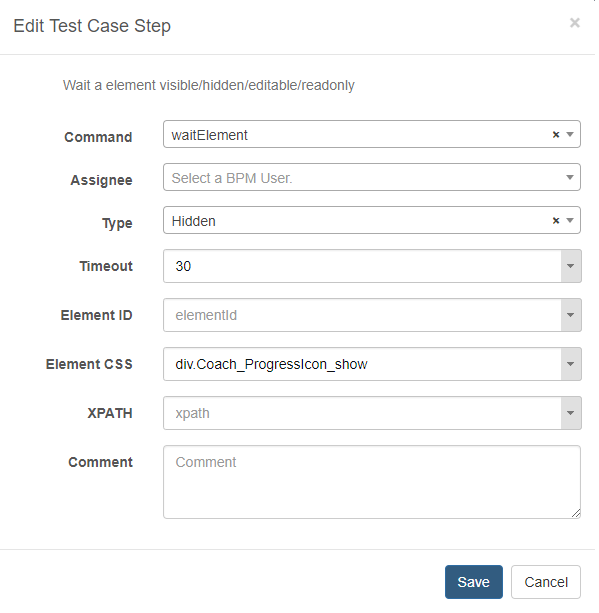 Edit Test Case Step ×
Wait a element visible/hidden/editable/readonly
Command waitElement ×
Assignee Select a BPM User.
Type Hidden ×
Timeout 30
Element ID elementId
Element CSS div.Coach_ProgressIcon_show
XPATH xpath
Comment Comment
Save Cancel